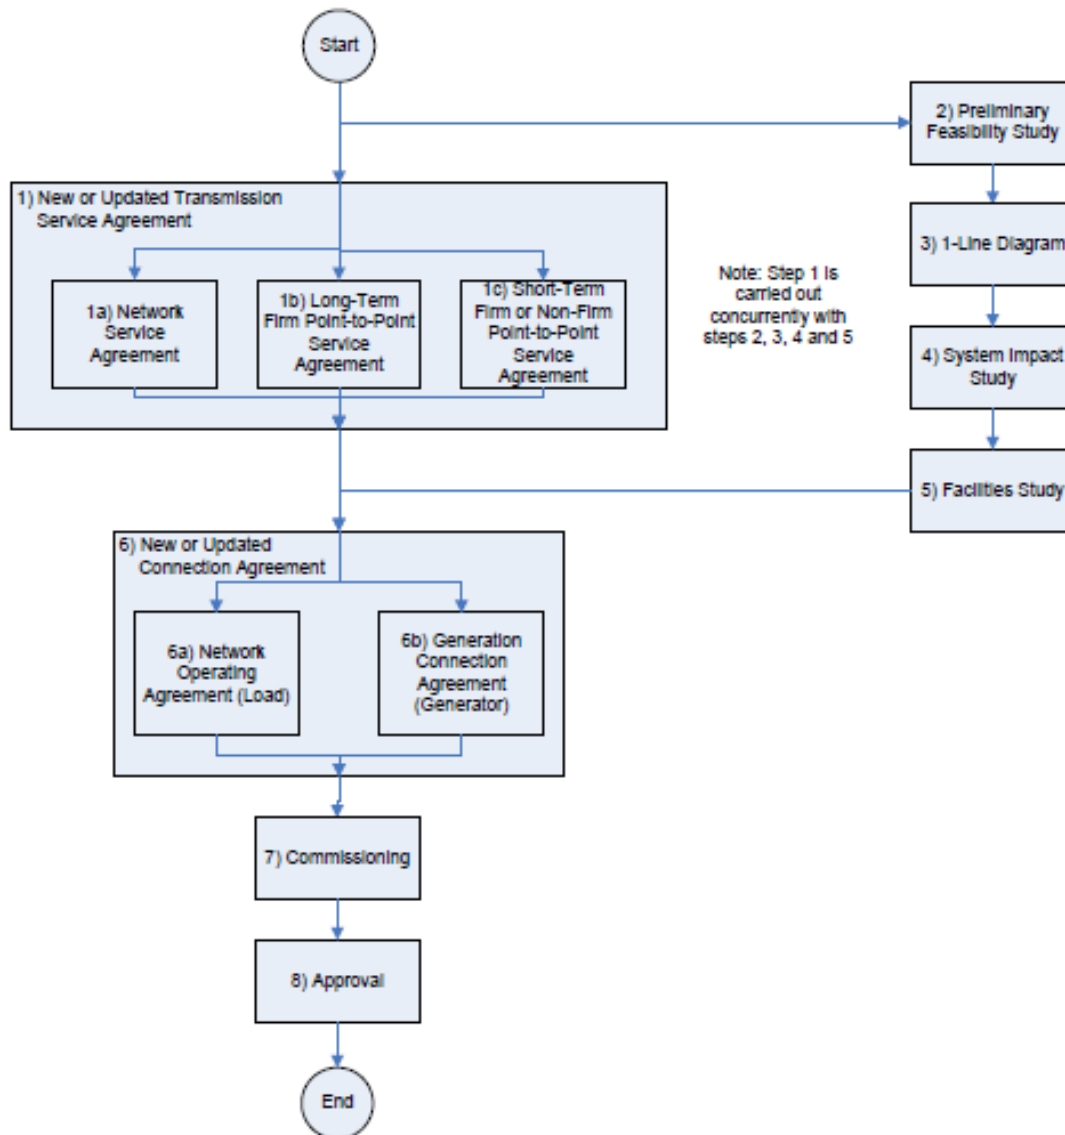 Start
2) Preliminary
Feasibility Study
1) New or Updated Transmission
Service Agreement
3) 1-Line Diagram
Note: Step 1 is
carried out
concurrently with
steps 2, 3, 4 and 5
1a) Network
Service
Agreement
1b) Long-Term
Firm Point-to-Point
Service
Agreement
1c) Short-Term
Firm or Non-Firm
Point-to-Point
Service
Agreement
4) System Impact
Study
5) Facilities Study
6) New or Updated
Connection Agreement
6a) Network
Operating
Agreement (Load)
6b) Generation
Connection
Agreement
(Generator)
7) Commissioning
8) Approval
End